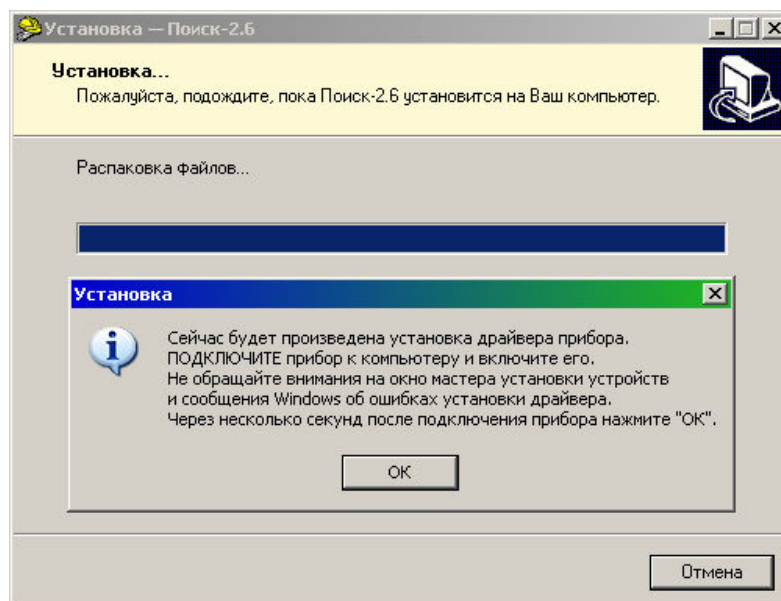 Установка — Поиск-2.6
Установка...
Пожалуйста, подождите, пока Поиск-2.6 установится на Ваш компьютер.
Распаковка файлов...
Установка
Сейчас будет произведена установка драйвера прибора.
ПОДКЛЮЧИТЕ прибор к компьютеру и включите его.
Не обращайте внимания на окно мастера установки устройств
и сообщения Windows об ошибках установки драйвера.
Через несколько секунд после подключения прибора нажмите "ОК".
ОК
Отмена